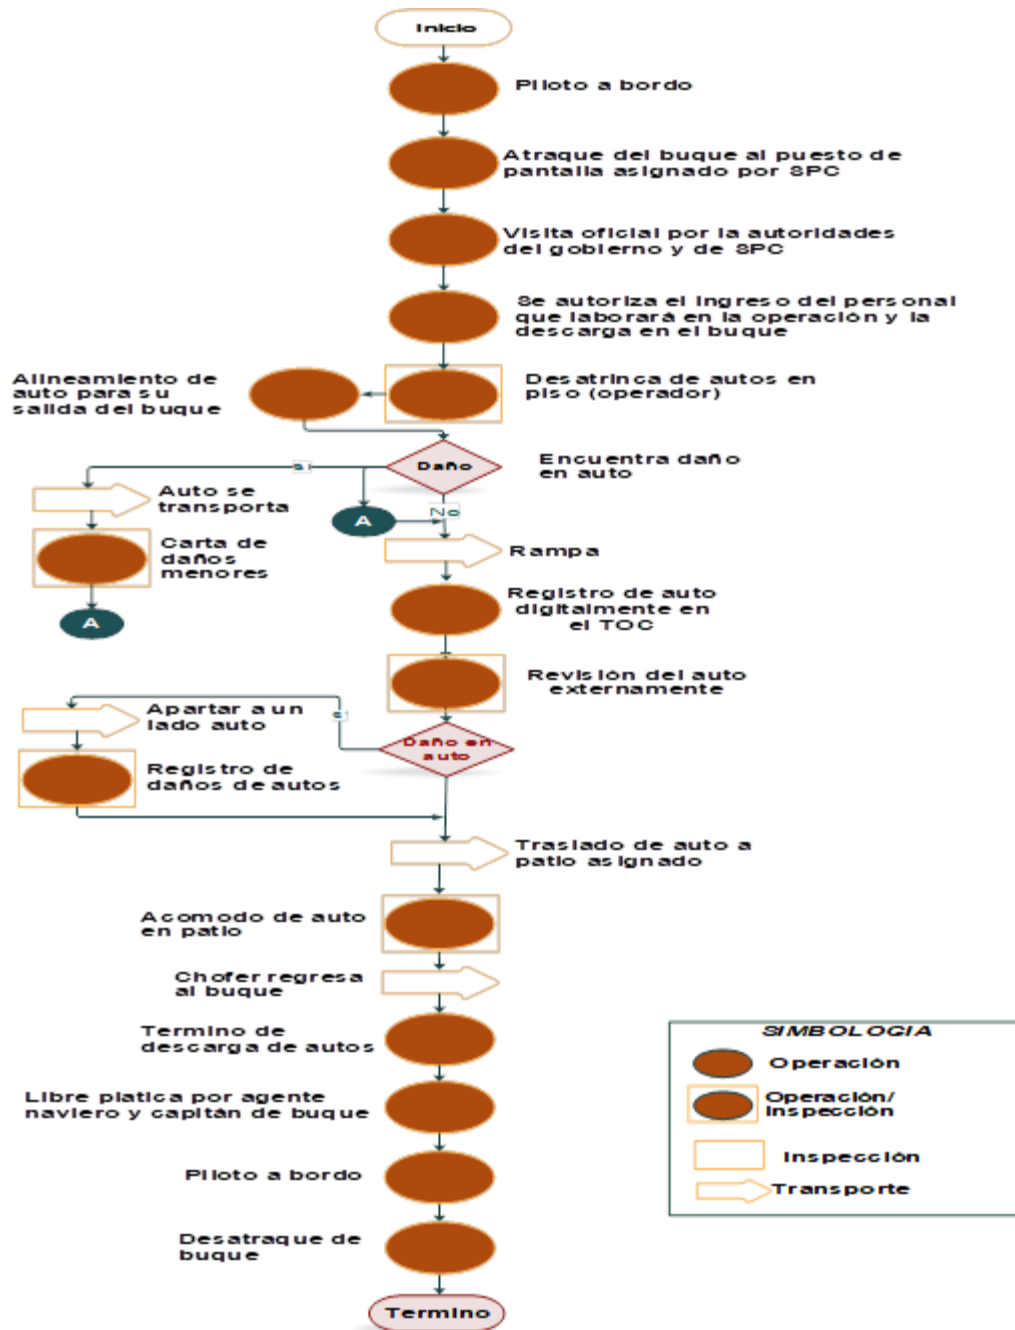 Inicio
Piloto a bordo
Atraque del buque al puesto de
pantalla asignado por SPC
Visita oficial por la autoridades
del gobierno y de SPC
Se autoriza el ingreso del personal
que laborará en la operación y la
descarga en el buque
Alineamiento de
auto para su
salida del buque
Desatrinca de autos en
piso (operador)
Daño
Encuentra daño
en auto
si
No
Auto se
transporta
A
Carta de
daños
menores
Rampa
A
Registro de auto
digitalmente en
el TOC
Revisión del auto
externamente
Apartar a un
lado auto
si
Daño en
auto
Registro de
daños de autos
Traslado de auto a
patio asignado
Acomodo de auto
en patio
Chofer regresa
al buque
Termino de
descarga de autos
Libre platica por agente
naviero y capitán de buque
Piloto a bordo
Desatraque de
buque
Termino
SIMBOLOGIA
Operación
Operación/
Inspección
Inspección
Transporte